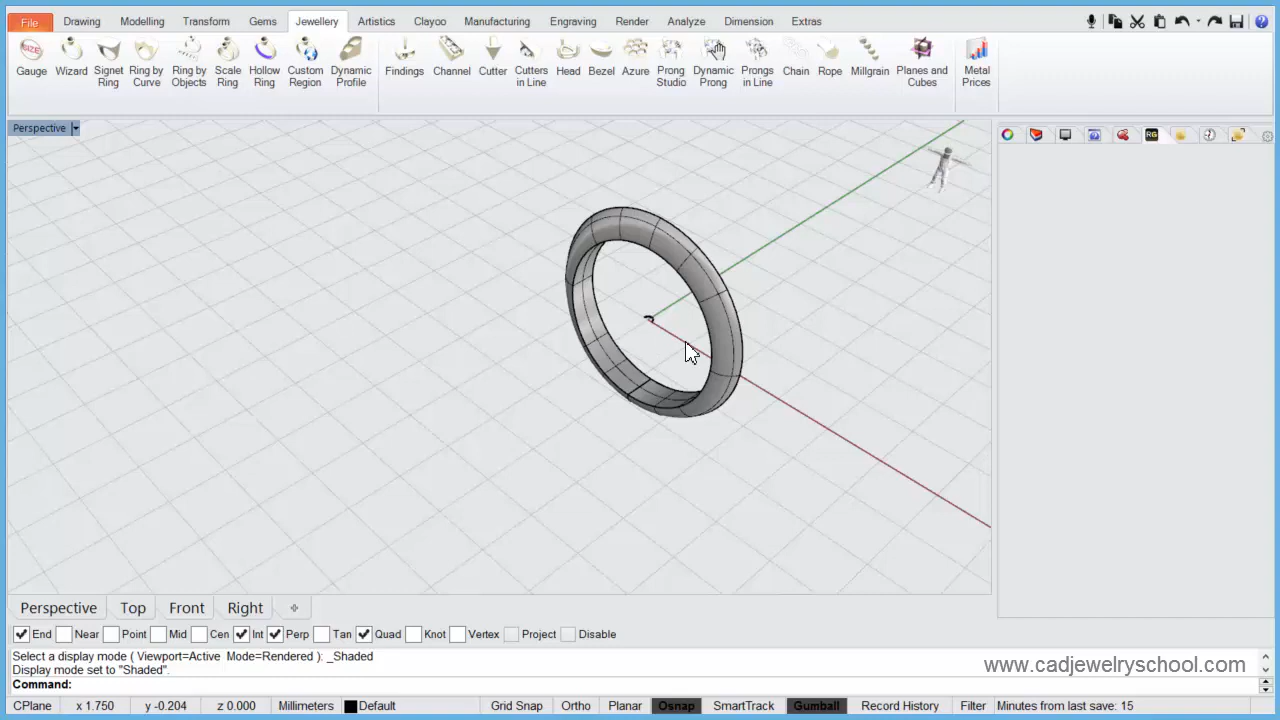 File Drawing Modelling Transform Gems Jewellery Artistics Clayoo Manufacturing Engraving Render Analyze Dimension Extras
SIZE
Gauge Wizard Signet Ring Ring by Curve Ring by Objects Scale Ring Hollow Ring Custom Region Dynamic Profile Findings Channel Cutter Cutters in Line Head Bezel Azure Prong Studio Dynamic Prong Prongs in Line Chain Rope Millgrain Planes and Cubes Metal Prices
Perspective
RG
Perspective Top Front Right
End Near Point Mid Cen Int Perp Tan Quad Knot Vertex Project Disable
Select a display mode ( Viewport=Active Mode=Rendered ): _Shaded
Display mode set to "Shaded".
www.cadjewelryschool.com
Command:
CPlane x 1.750 y -0.204 z 0.000 Millimeters Default Grid Snap Ortho Planar Osnap SmartTrack Gumball Record History Filter Minutes from last save: 15